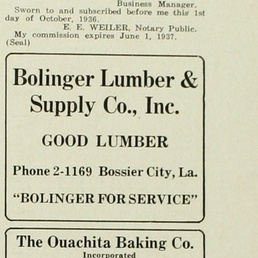 Business Manager.
Sworn to and subscribed before me this 1st
day of October, 1936.
E. E. WEILER, Notary Public.
My commission expires June 1, 1937.
(Seal)
Bolinger Lumber &
Supply Co., Inc.
GOOD LUMBER
Phone 2-1169 Bossier City, La.
"BOLINGER FOR SERVICE"
The Ouachita Baking Co.
Incorporated